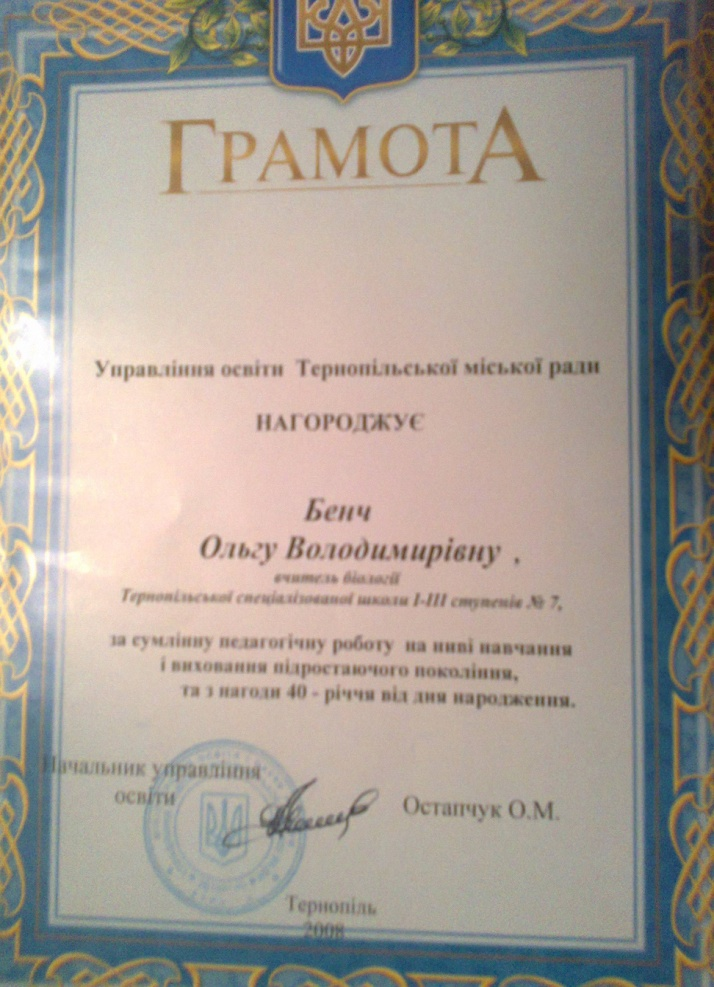 ГРАМОТА
Управління освіти Тернопільської міської ради
НАГОРОДЖУЄ
Бенч
Ольгу Володимирівну ,
вчитель біології
Тернопільської спеціалізованої школи І-ІІІ ступенів № 7,
за сумлінну педагогічну роботу на ниві навчання
і виховання підростаючого покоління,
та з нагоди 40 - річчя від дня народження.
Начальник управління
освіти
Остапчук О.М.
Тернопіль
2008